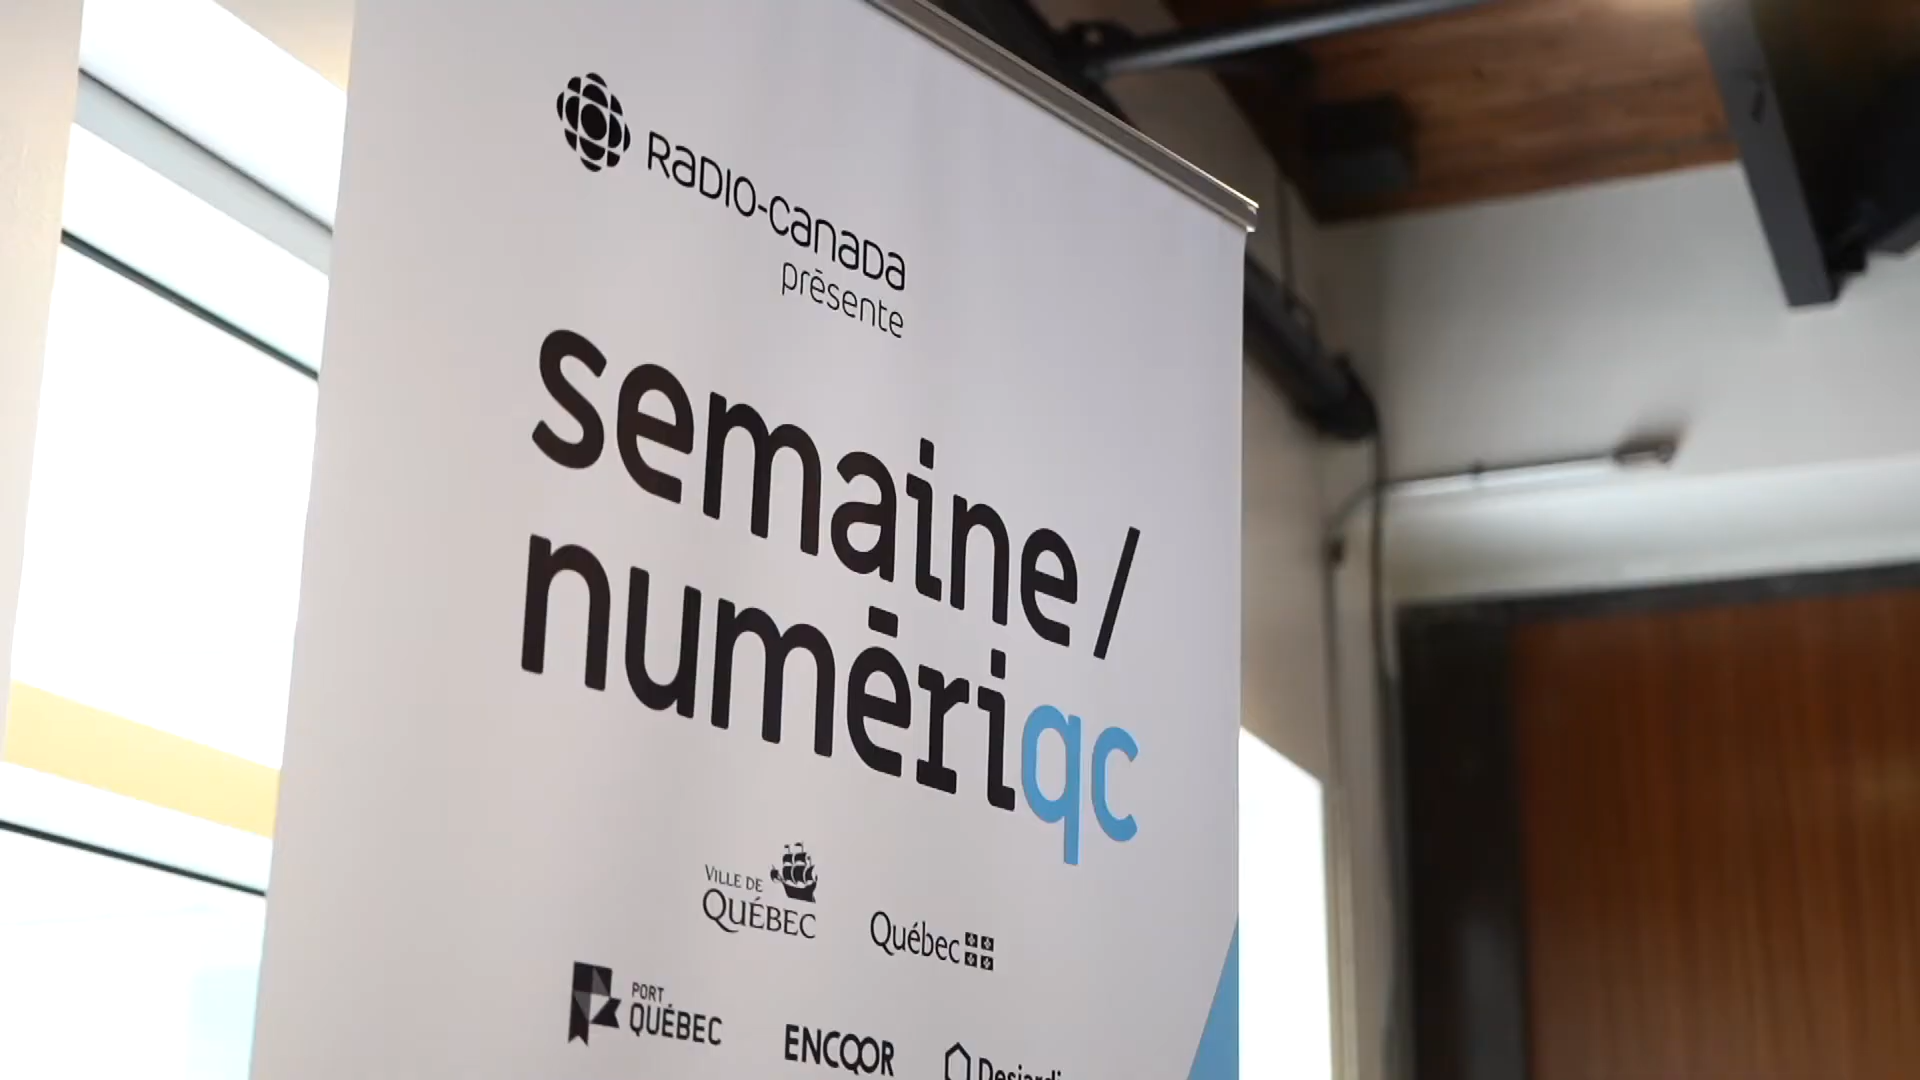 Radio-Canada
présente
semaine/
numériqc
Ville de
Québec
Québec
Port
Québec
ENCQOR